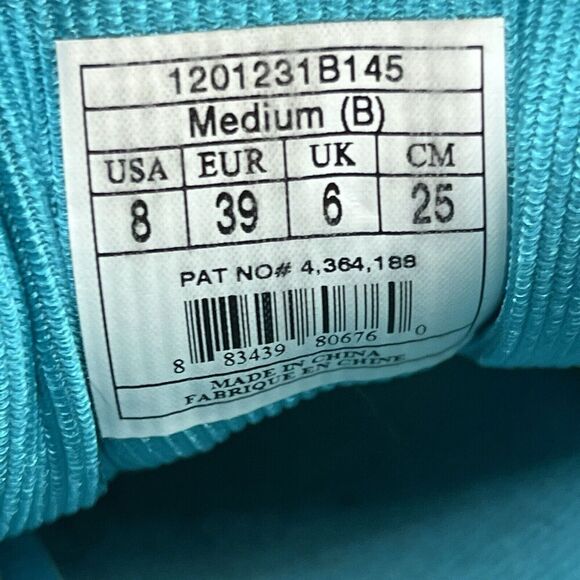 1201231B145
Medium (B)
USA EUR UK CM
8 39 6 25
PAT NO# 4,364,188
8 83439 80676 0
MADE IN CHINA
FABRIQUE EN CHINE